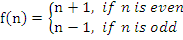 f(n) = {n + 1, if n is even
n − 1, if n is odd